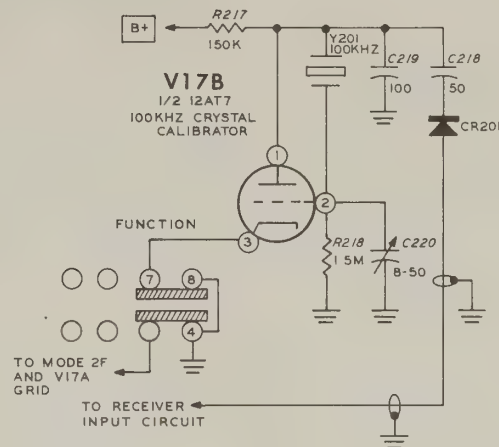 B+
R217
150K
Y201
100KHZ
C219
100
C218
50
V17B
1/2 12AT7
100KHZ CRYSTAL
CALIBRATOR
CR201
1
2
3
FUNCTION
R218
1.5M
C220
8-50
7
8
4
TO MODE 2F
AND V17A
GRID
TO RECEIVER
INPUT CIRCUIT